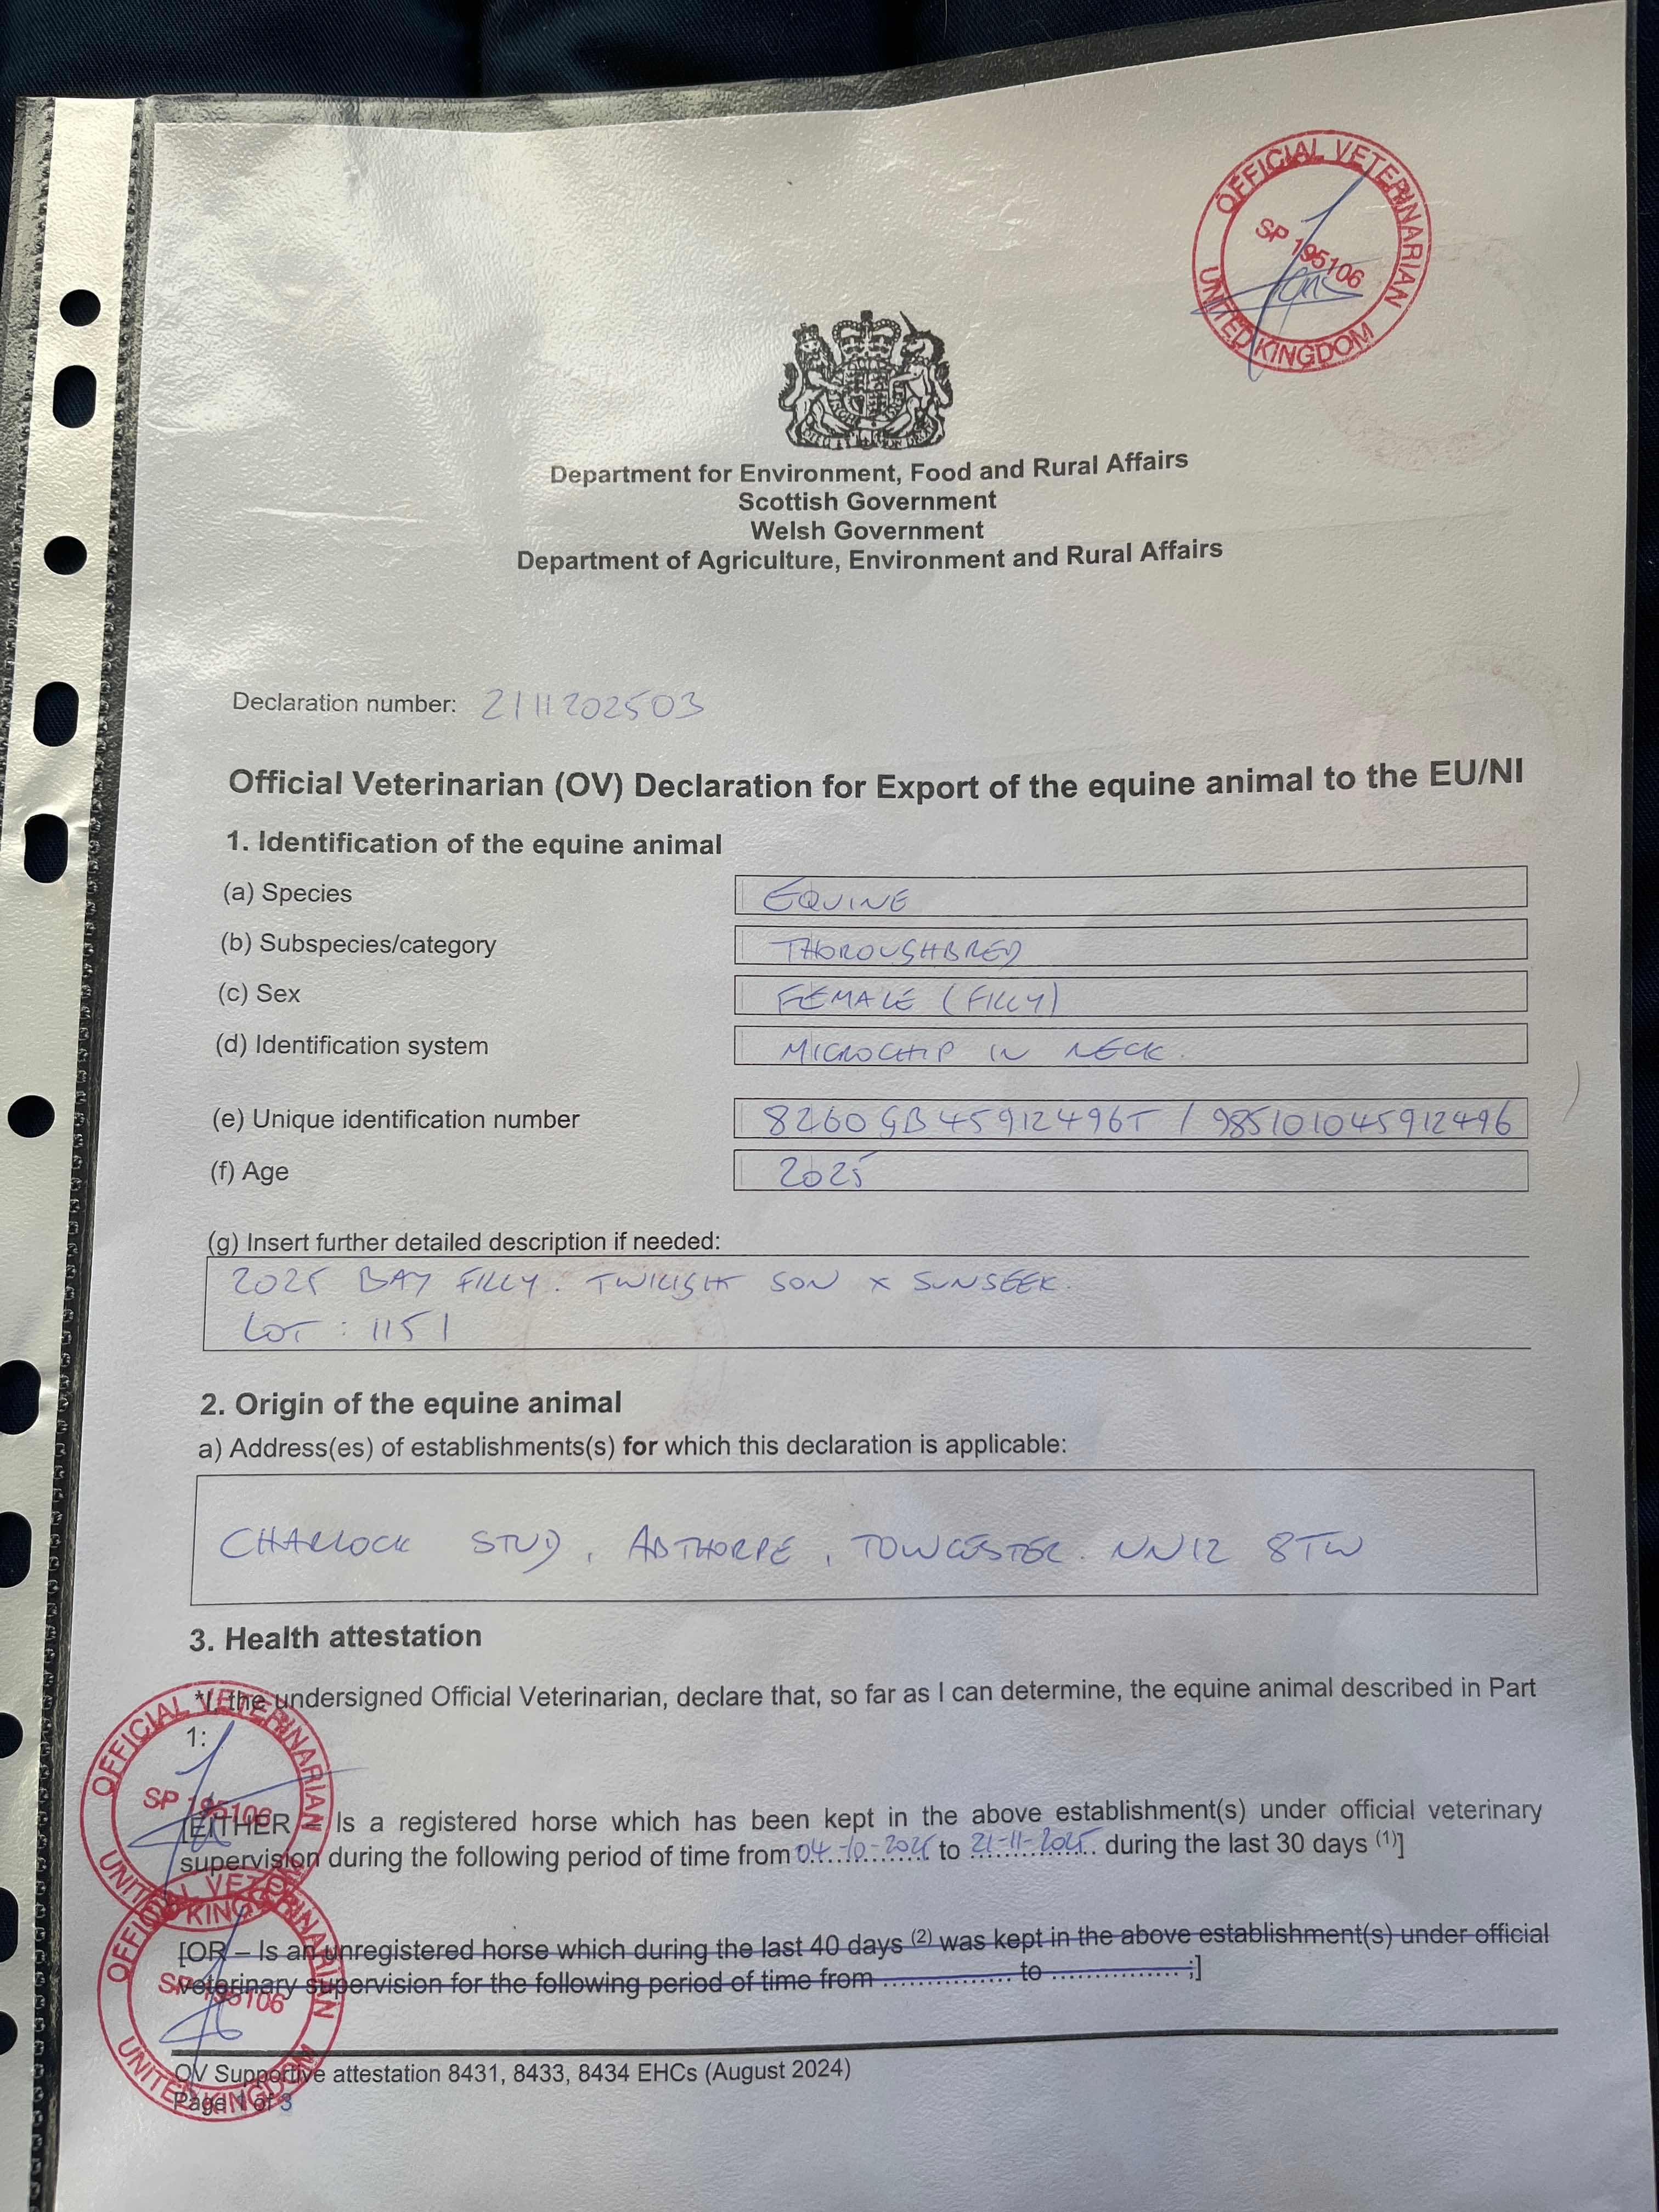 OFFICIAL VETERINARIAN
SP 195106
UNITED KINGDOM
Department for Environment, Food and Rural Affairs
Scottish Government
Welsh Government
Department of Agriculture, Environment and Rural Affairs
Declaration number: 2111202503
Official Veterinarian (OV) Declaration for Export of the equine animal to the EU/NI
1. Identification of the equine animal
(a) Species EQUINE
(b) Subspecies/category THOROUGHBRED
(c) Sex FEMALE (FILLY)
(d) Identification system MICROCHIP IN NECK.
(e) Unique identification number 8260GB45912496T / 985101045912496
(f) Age 2025
(g) Insert further detailed description if needed:
2025 BAY FILLY. TWILIGHT SON x SUNSEEK.
LOT : 1151
2. Origin of the equine animal
a) Address(es) of establishments(s) for which this declaration is applicable:
CHARLOCK STUD, ABTHORPE, TOWCESTER. NN12 8TW
3. Health attestation
*I, the undersigned Official Veterinarian, declare that, so far as I can determine, the equine animal described in Part
1:
[EITHER – Is a registered horse which has been kept in the above establishment(s) under official veterinary
supervision during the following period of time from 04-10-2025 to 21-11-2025 during the last 30 days (1)]
[OR – Is an unregistered horse which during the last 40 days (2) was kept in the above establishment(s) under official
veterinary supervision for the following period of time from ............... to ............... ;]
OFFICIAL VETERINARIAN
SP 195106
UNITED KINGDOM
OFFICIAL VETERINARIAN
SP 195106
UNITED KINGDOM
OV Supportive attestation 8431, 8433, 8434 EHCs (August 2024)
Page 1 of 3